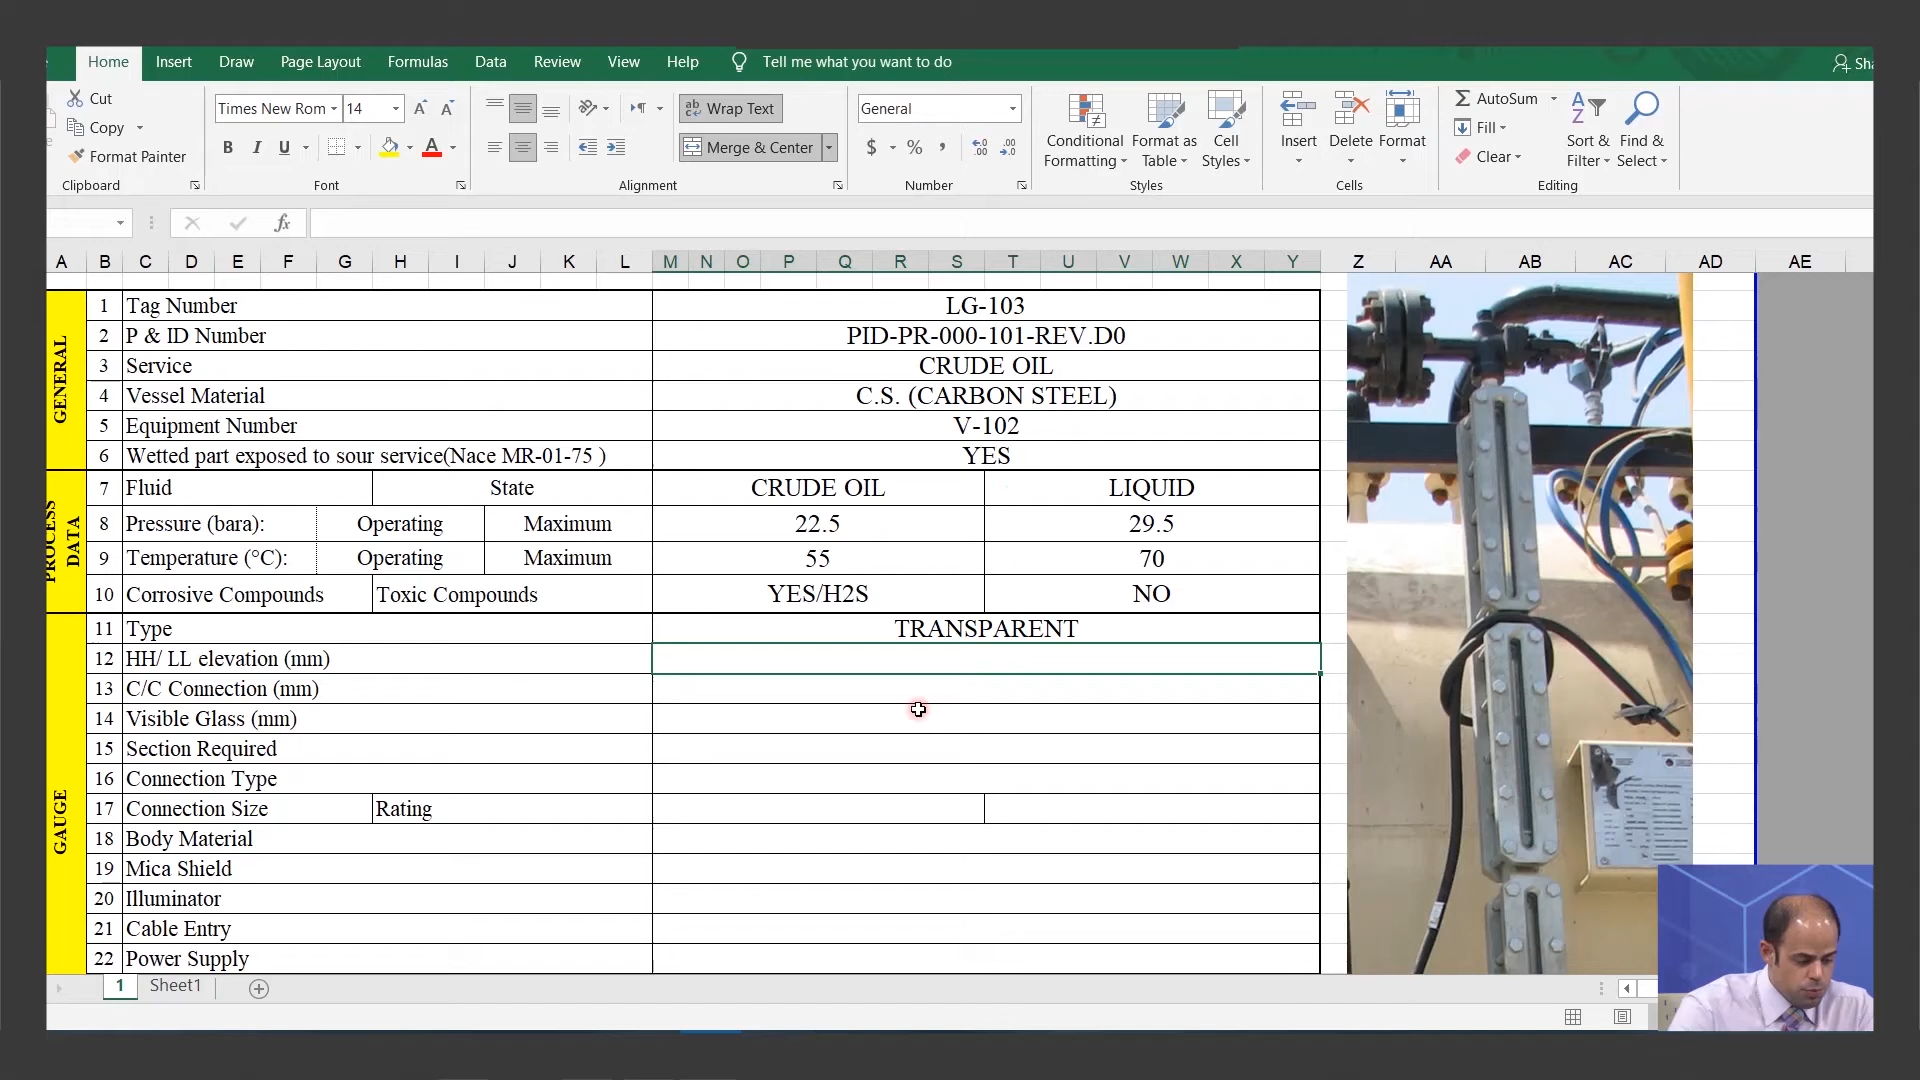 Home Insert Draw Page Layout Formulas Data Review View Help Tell me what you want to do
Cut
Copy
Format Painter
Clipboard
Times New Rom 14
B I U A
Font
Wrap Text
Merge & Center
Alignment
General
$ % ,
Number
Conditional Formatting
Format as Table
Cell Styles
Styles
Insert Delete Format
Cells
AutoSum
Fill
Clear
Sort & Filter
Find & Select
Editing
fx
A B C D E F G H I J K L M N O P Q R S T U V W X Y Z AA AB AC AD AE
GENERAL
1 Tag Number LG-103
2 P & ID Number PID-PR-000-101-REV.D0
3 Service CRUDE OIL
4 Vessel Material C.S. (CARBON STEEL)
5 Equipment Number V-102
6 Wetted part exposed to sour service(Nace MR-01-75 ) YES
PROCESS DATA
7 Fluid State CRUDE OIL LIQUID
8 Pressure (bara): Operating Maximum 22.5 29.5
9 Temperature (°C): Operating Maximum 55 70
10 Corrosive Compounds Toxic Compounds YES/H2S NO
GAUGE
11 Type TRANSPARENT
12 HH/ LL elevation (mm)
13 C/C Connection (mm)
14 Visible Glass (mm)
15 Section Required
16 Connection Type
17 Connection Size Rating
18 Body Material
19 Mica Shield
20 Illuminator
21 Cable Entry
22 Power Supply
1 Sheet1